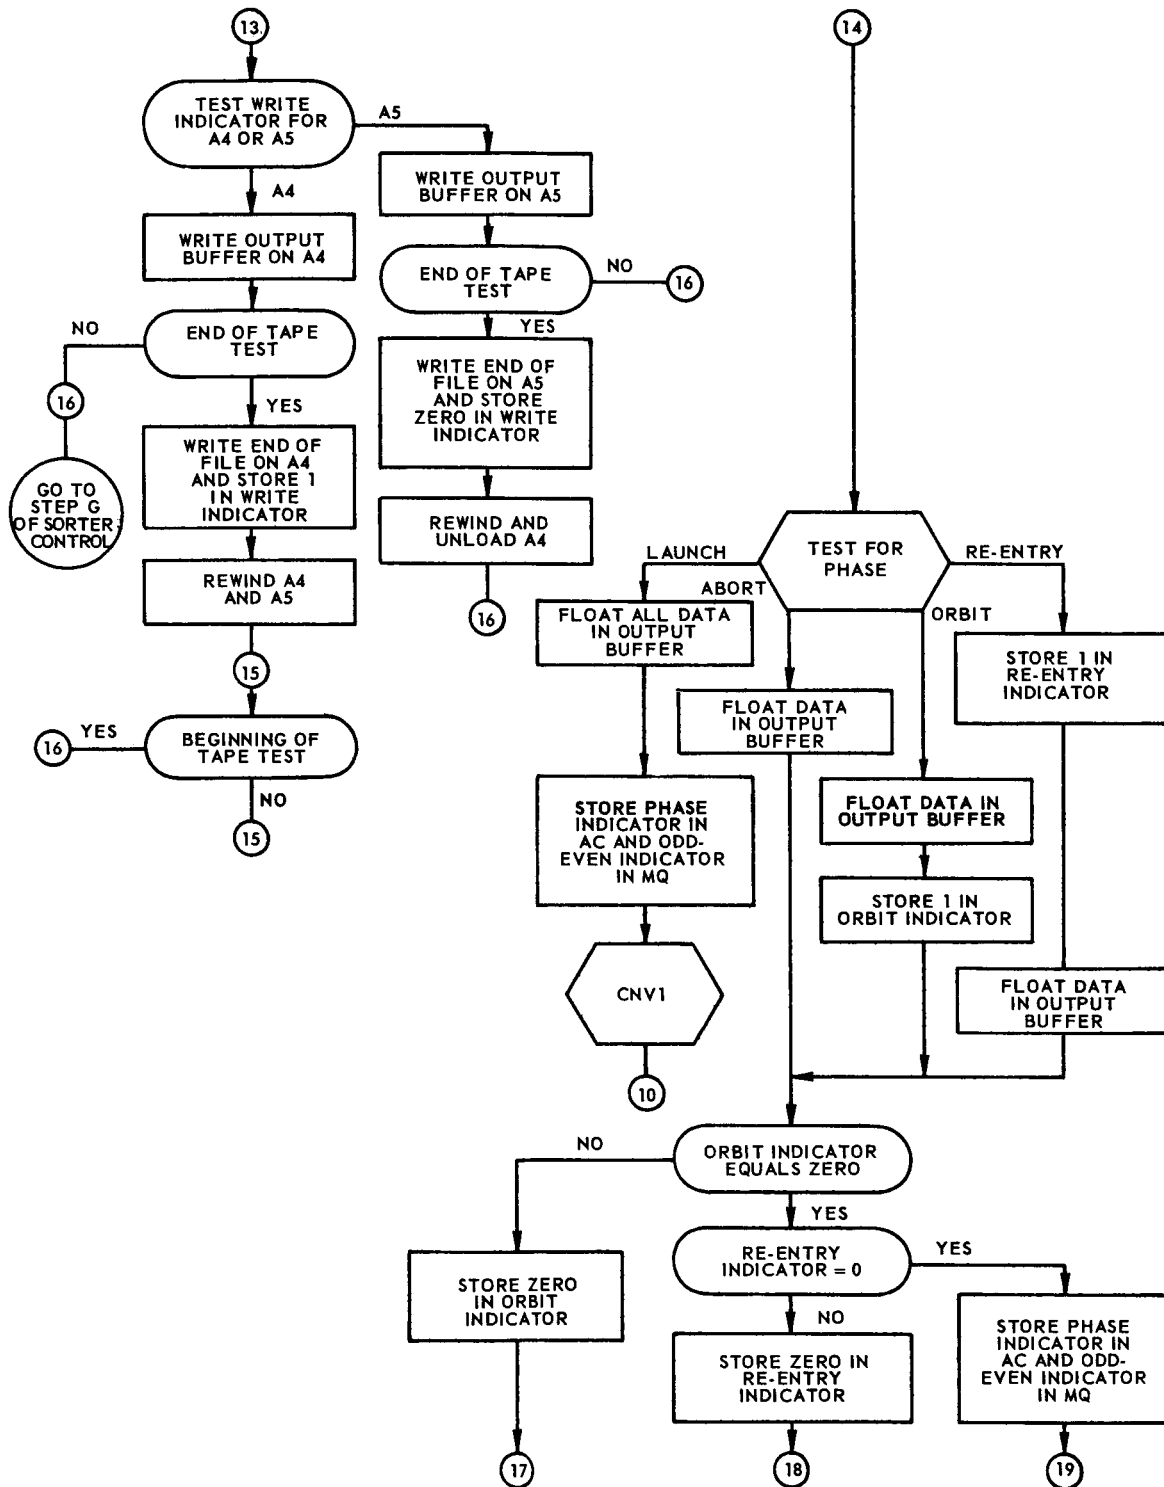 13.
TEST WRITE
INDICATOR FOR
A4 OR A5
A5
A4
WRITE OUTPUT
BUFFER ON A4
END OF TAPE
TEST
NO
16
GO TO
STEP G
OF SORTER
CONTROL
YES
WRITE END OF
FILE ON A4
AND STORE 1
IN WRITE
INDICATOR
REWIND A4
AND A5
15
BEGINNING OF
TAPE TEST
YES
16
NO
15
WRITE OUTPUT
BUFFER ON A5
END OF TAPE
TEST
NO
16
YES
WRITE END OF
FILE ON A5
AND STORE
ZERO IN WRITE
INDICATOR
REWIND AND
UNLOAD A4
16
14
TEST FOR
PHASE
LAUNCH
ABORT
ORBIT
RE-ENTRY
FLOAT ALL DATA
IN OUTPUT
BUFFER
STORE PHASE
INDICATOR IN
AC AND ODD-
EVEN INDICATOR
IN MQ
CNV1
10
FLOAT DATA
IN OUTPUT
BUFFER
FLOAT DATA IN
OUTPUT BUFFER
STORE 1 IN
ORBIT INDICATOR
STORE 1 IN
RE-ENTRY
INDICATOR
FLOAT DATA
IN OUTPUT
BUFFER
ORBIT INDICATOR
EQUALS ZERO
NO
STORE ZERO
IN ORBIT
INDICATOR
17
YES
RE-ENTRY
INDICATOR = 0
NO
STORE ZERO IN
RE-ENTRY
INDICATOR
18
YES
STORE PHASE
INDICATOR IN
AC AND ODD-
EVEN INDICATOR
IN MQ
19